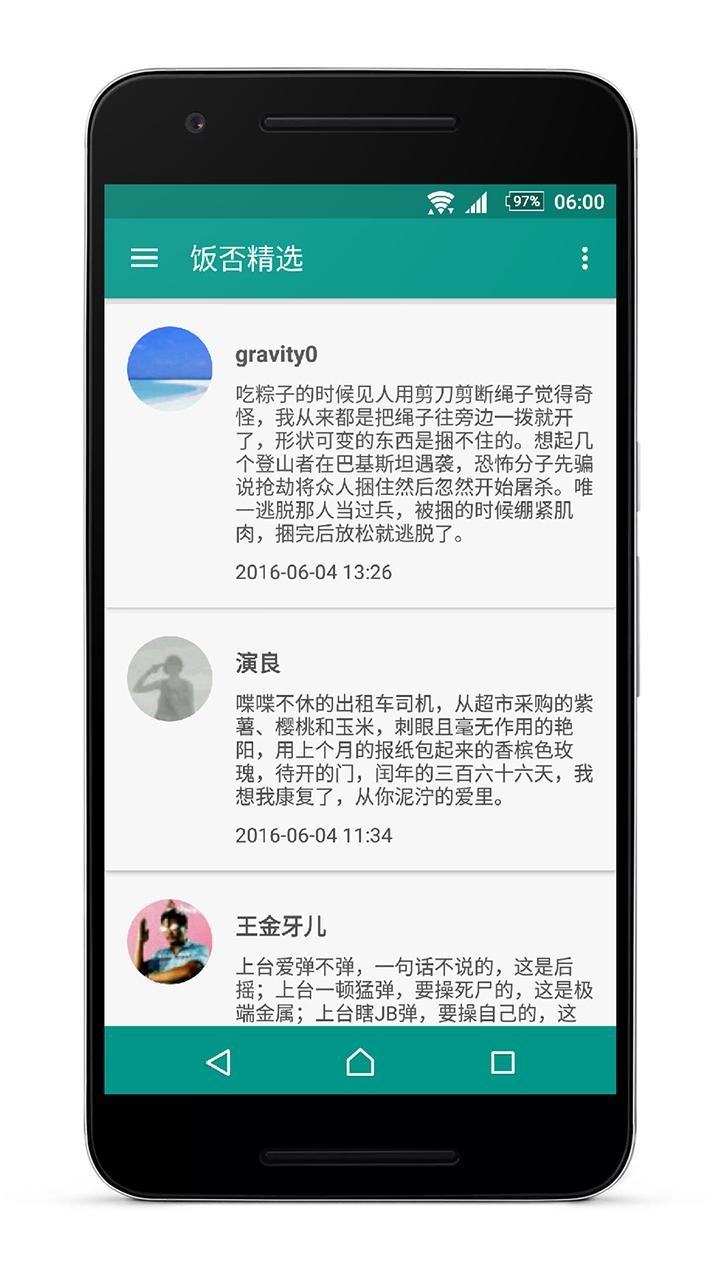 97%
06:00
饭否精选
gravity0
吃粽子的时候见人用剪刀剪断绳子觉得奇
怪，我从来都是把绳子往旁边一拨就开
了，形状可变的东西是捆不住的。想起几
个登山者在巴基斯坦遇袭，恐怖分子先骗
说抢劫将众人捆住然后忽然开始屠杀。唯
一逃脱那人当过兵，被捆的时候绷紧肌
肉，捆完后放松就逃脱了。
2016-06-04 13:26
演良
喋喋不休的出租车司机，从超市采购的紫
薯、樱桃和玉米，刺眼且毫无作用的艳
阳，用上个月的报纸包起来的香槟色玫
瑰，待开的门，闰年的三百六十六天，我
想我康复了，从你泥泞的爱里。
2016-06-04 11:34
王金牙儿
上台爱弹不弹，一句话不说的，这是后
摇；上台一顿猛弹，要操死尸的，这是极
端金属；上台瞎JB弹，要操自己的，这